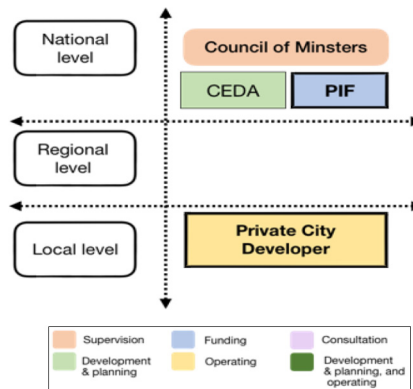 National
level
Council of Minsters
CEDA
PIF
Regional
level
Local level
Private City
Developer
Supervision
Funding
Consultation
Development
& planning
Operating
Development
& planning, and
operating